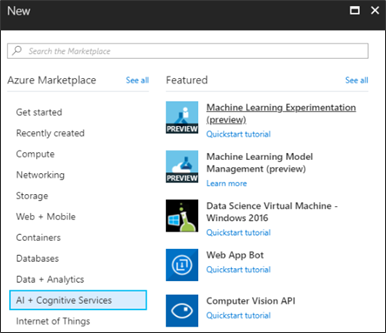 New
Search the Marketplace
Azure Marketplace
See all
Get started
Recently created
Compute
Networking
Storage
Web + Mobile
Containers
Databases
Data + Analytics
AI + Cognitive Services
Internet of Things
Featured
See all
PREVIEW
Machine Learning Experimentation
(preview)
Quickstart tutorial
PREVIEW
Machine Learning Model
Management (preview)
Learn more
Data Science Virtual Machine -
Windows 2016
Quickstart tutorial
Web App Bot
Quickstart tutorial
Computer Vision API
Quickstart tutorial